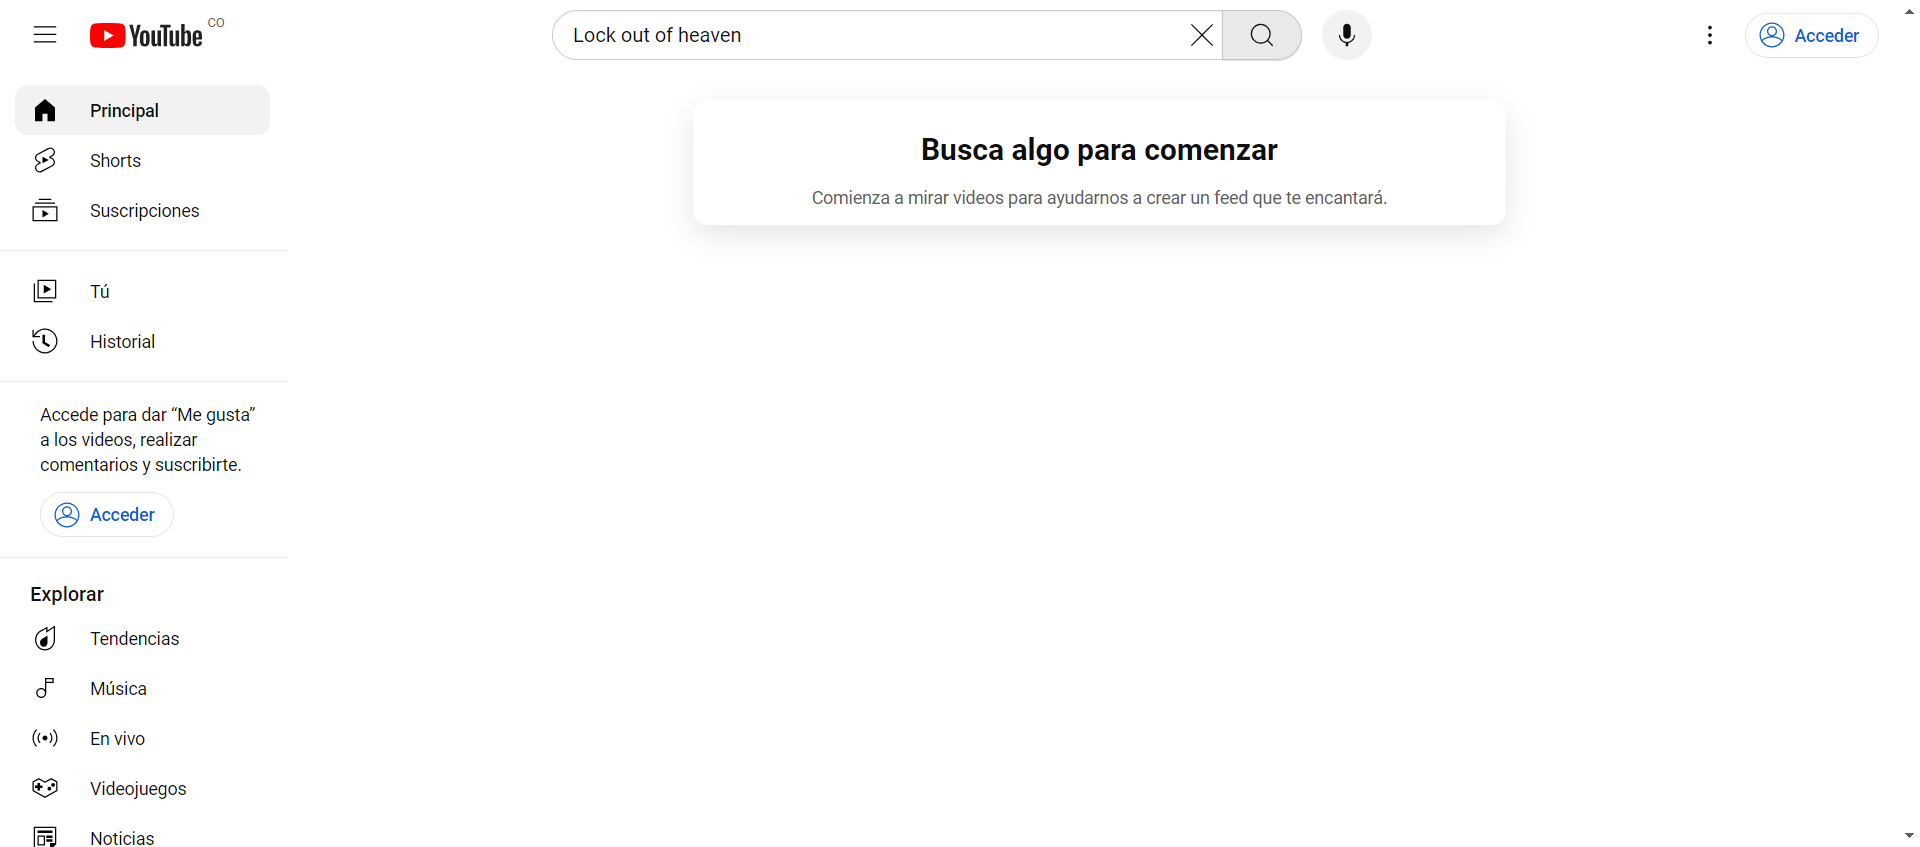 YouTube CO
Lock out of heaven
Acceder
Principal
Shorts
Suscripciones
Tú
Historial
Accede para dar “Me gusta”
a los videos, realizar
comentarios y suscribirte.
Acceder
Explorar
Tendencias
Música
En vivo
Videojuegos
Noticias
Busca algo para comenzar
Comienza a mirar videos para ayudarnos a crear un feed que te encantará.